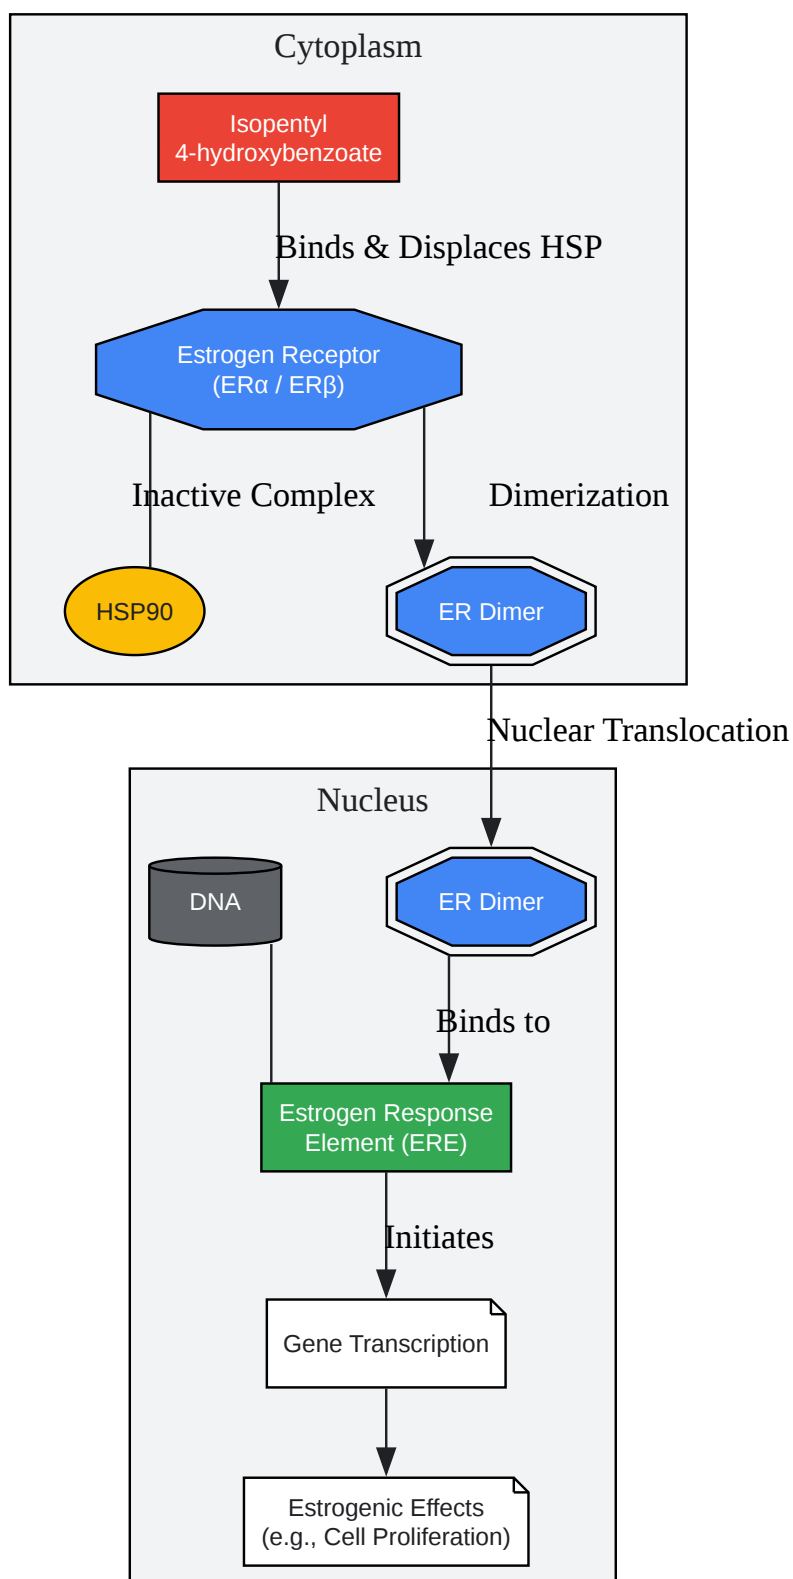 Cytoplasm
Isopentyl
4-hydroxybenzoate
Binds & Displaces HSP
Estrogen Receptor
(ERα / ERβ)
Inactive Complex
Dimerization
HSP90
ER Dimer
Nuclear Translocation
Nucleus
DNA
ER Dimer
Binds to
Estrogen Response
Element (ERE)
Initiates
Gene Transcription
Estrogenic Effects
(e.g., Cell Proliferation)